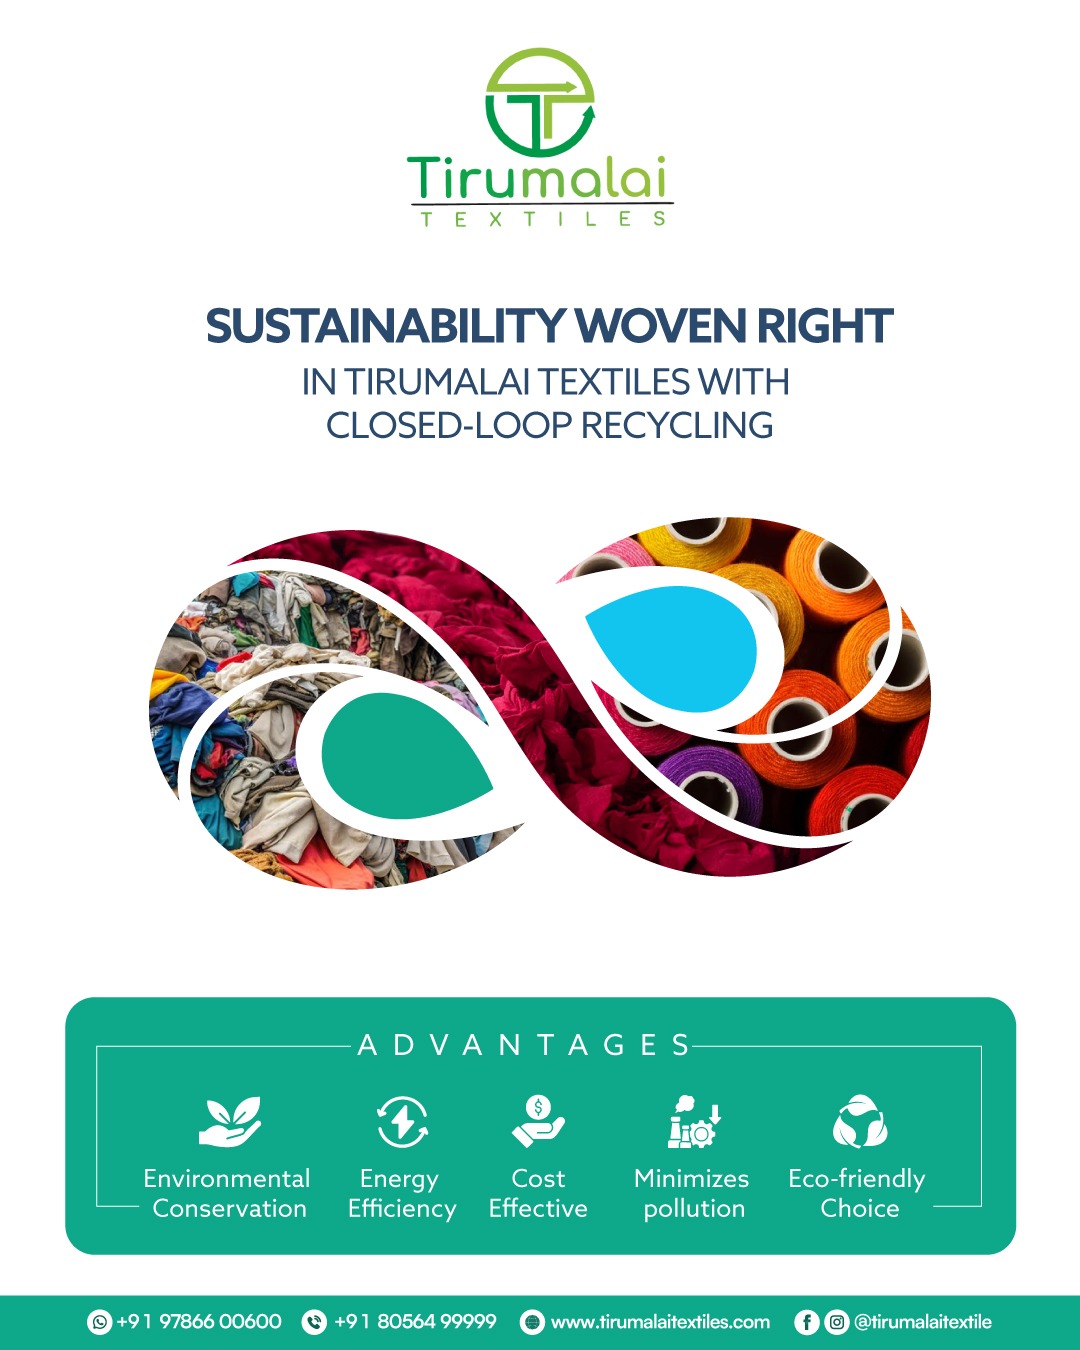 Tirumalai
TEXTILES
SUSTAINABILITY WOVEN RIGHT
IN TIRUMALAI TEXTILES WITH
CLOSED-LOOP RECYCLING
ADVANTAGES
Environmental
Conservation
Energy
Efficiency
Cost
Effective
Minimizes
pollution
Eco-friendly
Choice
+91 97866 00600
+91 80564 99999
www.tirumalaitextiles.com
@tirumalaitextile